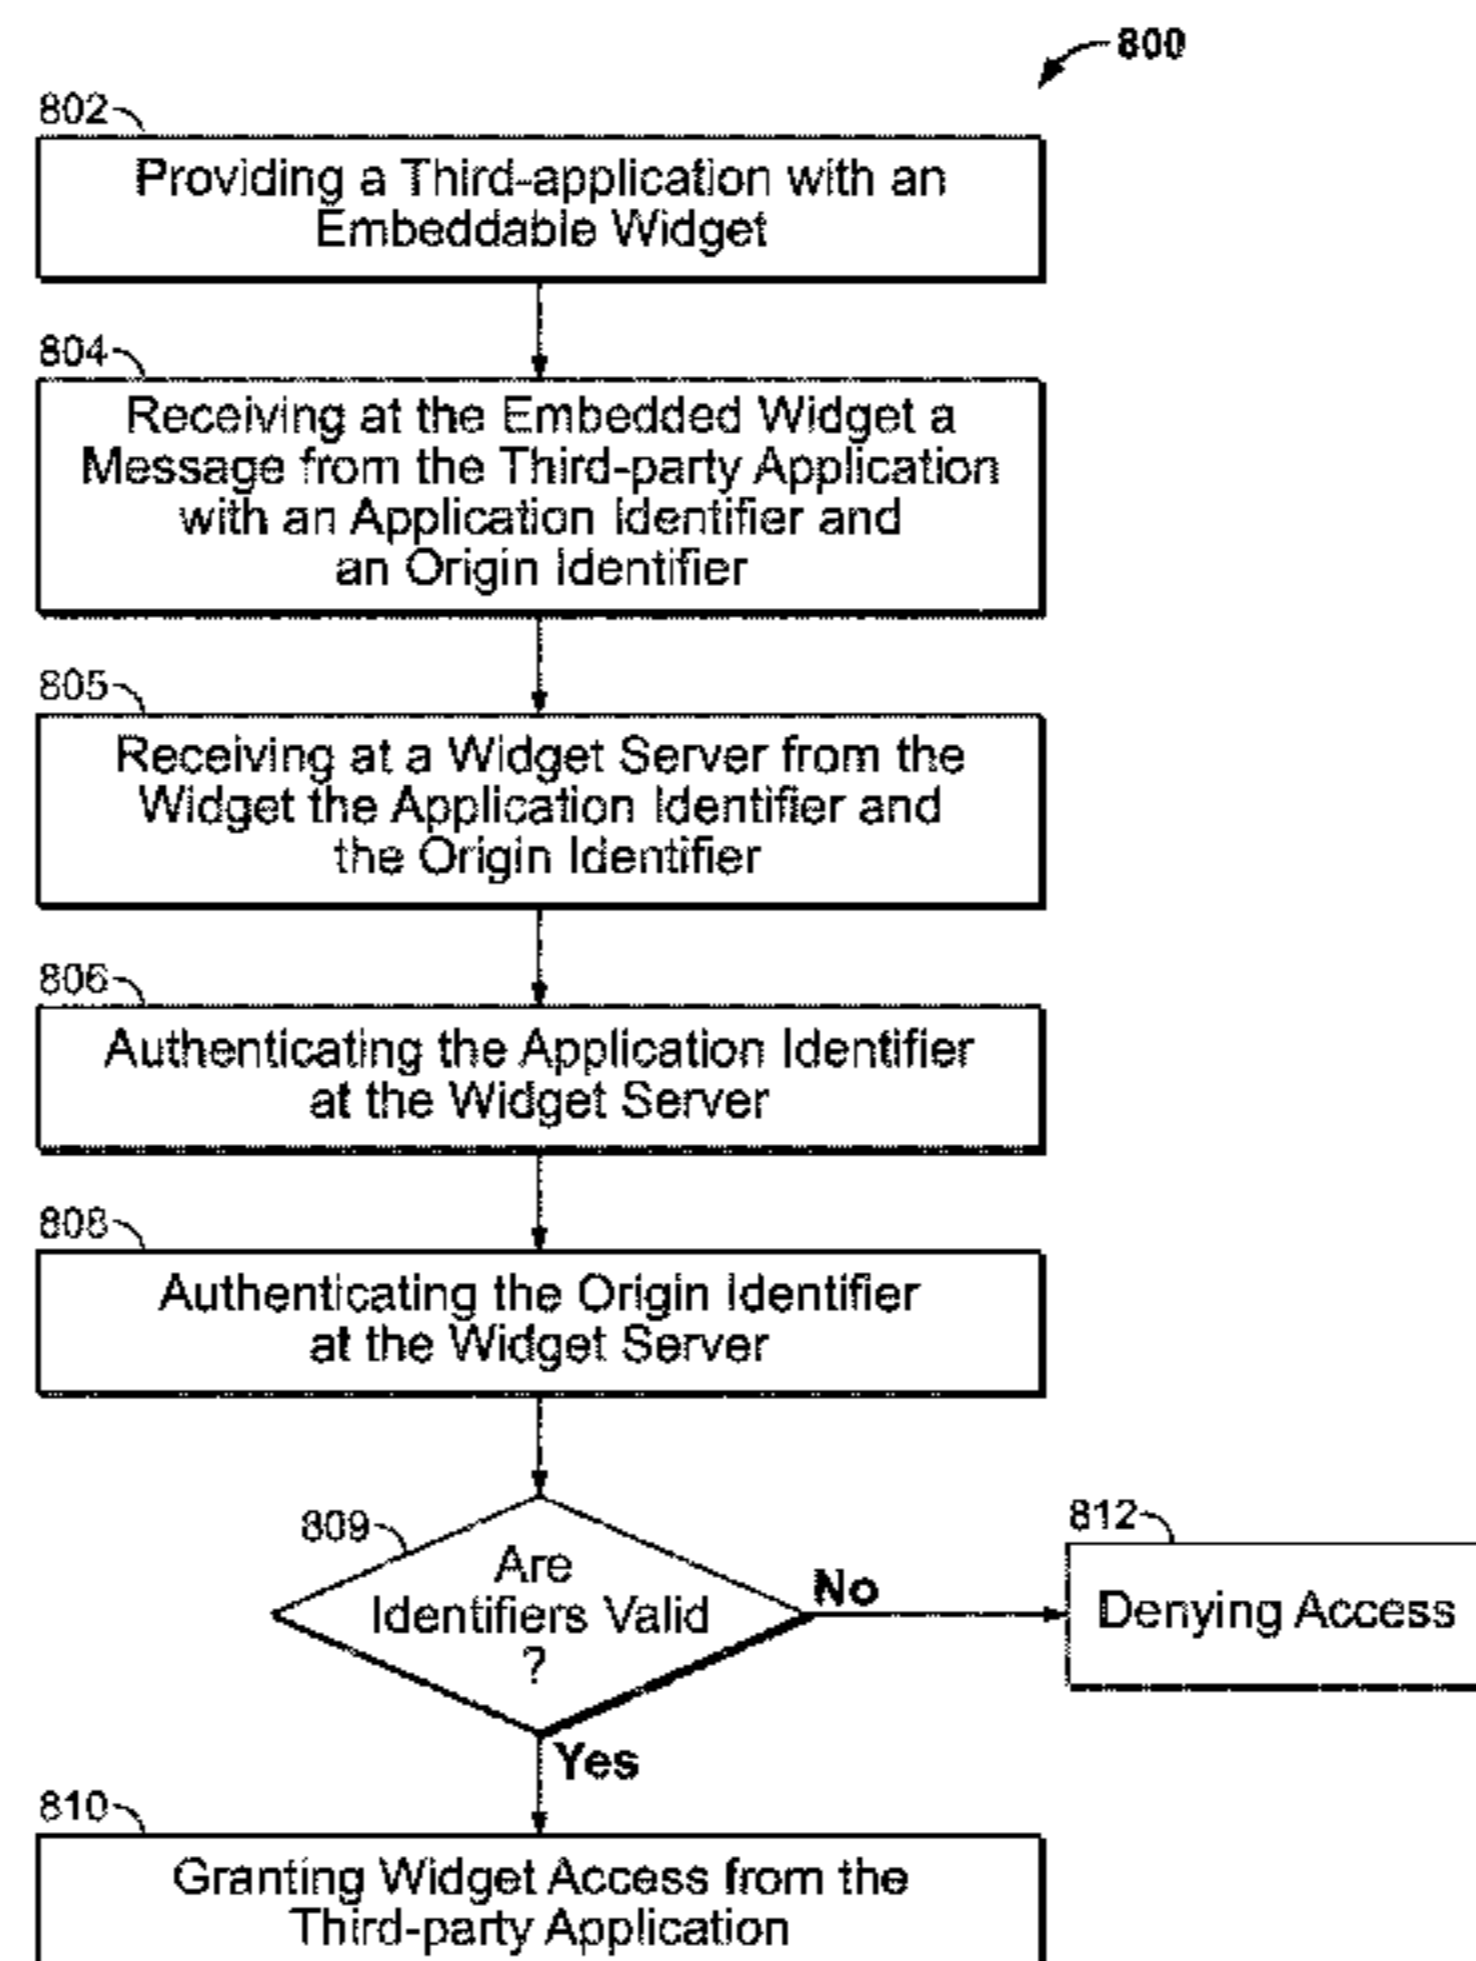 800
802
Providing a Third-application with an
Embeddable Widget
804
Receiving at the Embedded Widget a
Message from the Third-party Application
with an Application Identifier and
an Origin Identifier
805
Receiving at a Widget Server from the
Widget the Application Identifier and
the Origin Identifier
806
Authenticating the Application Identifier
at the Widget Server
808
Authenticating the Origin Identifier
at the Widget Server
809
Are
Identifiers Valid
?
No
812
Denying Access
Yes
810
Granting Widget Access from the
Third-party Application